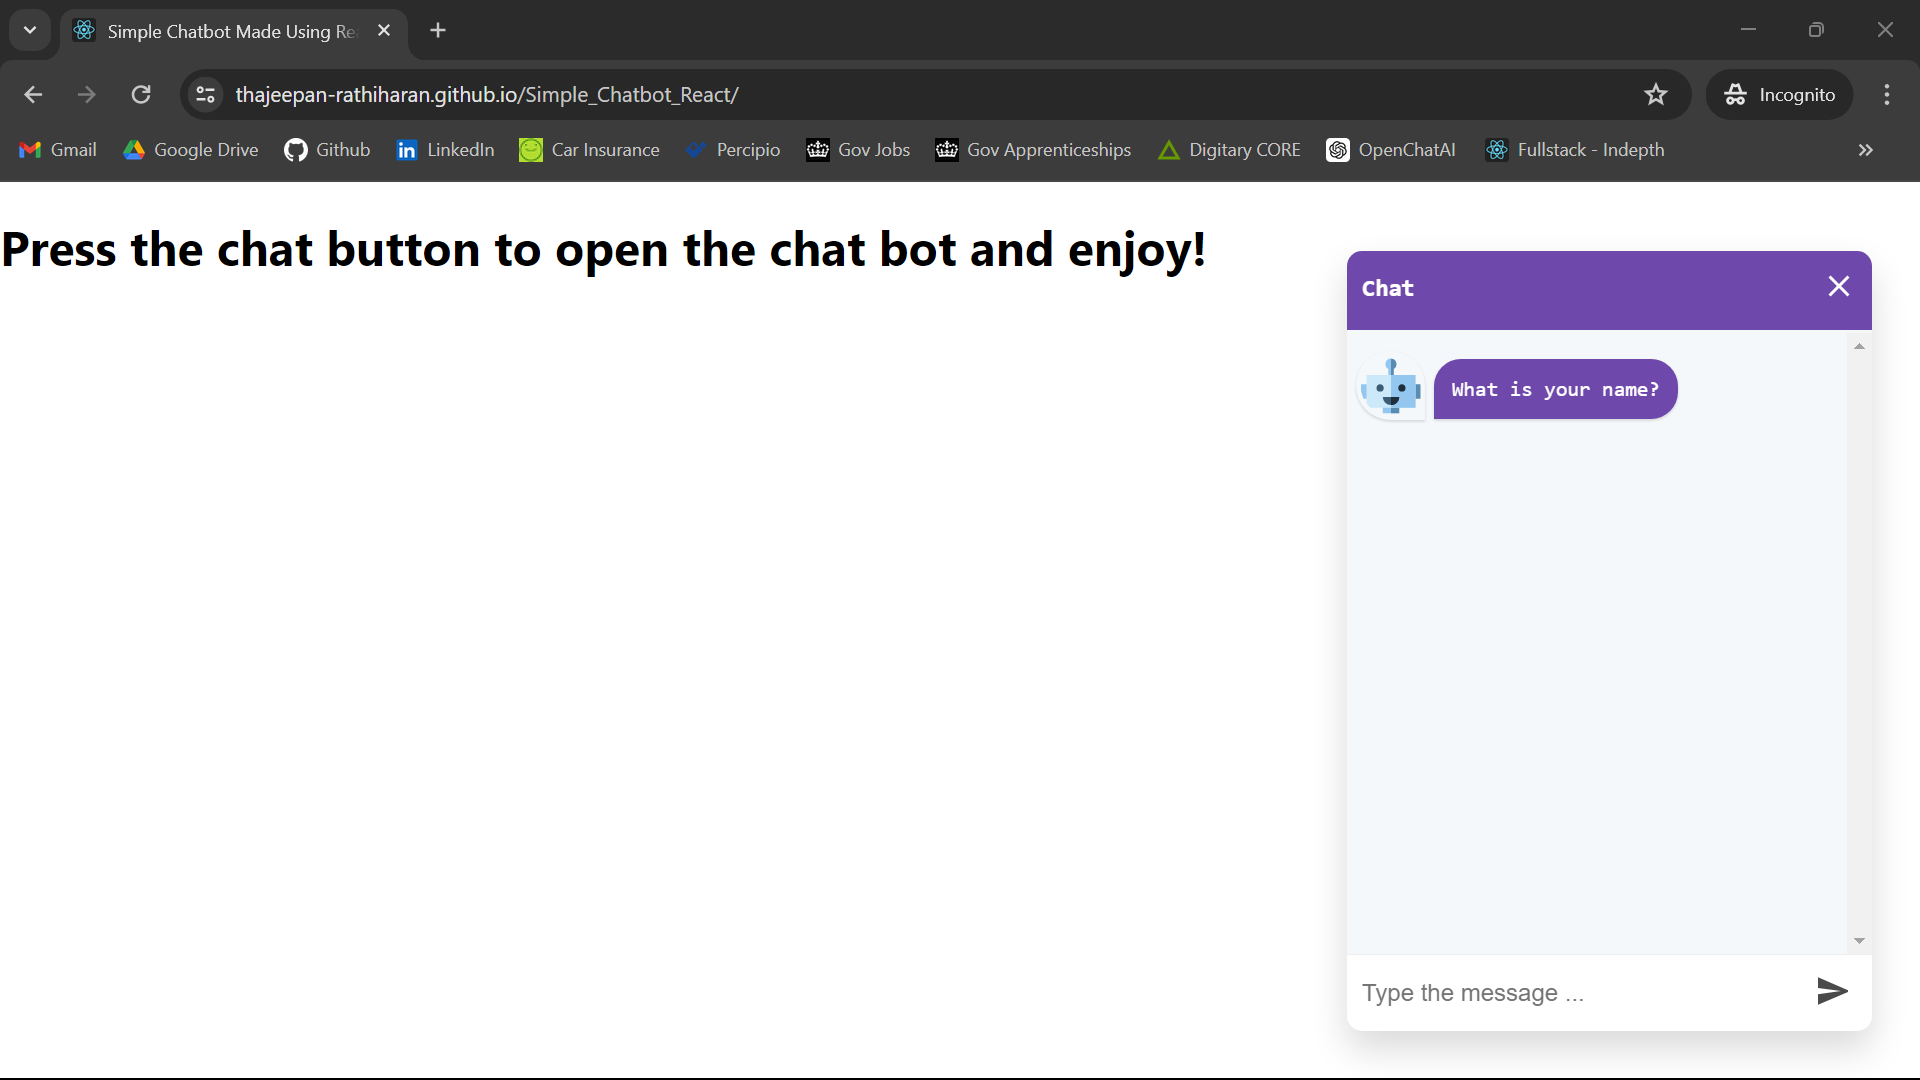 Simple Chatbot Made Using Rea
thajeepan-rathiharan.github.io/Simple_Chatbot_React/
Incognito
Gmail
Google Drive
Github
LinkedIn
Car Insurance
Percipio
Gov Jobs
Gov Apprenticeships
Digitary CORE
OpenChatAI
Fullstack - Indepth
Press the chat button to open the chat bot and enjoy!
Chat
What is your name?
Type the message ...